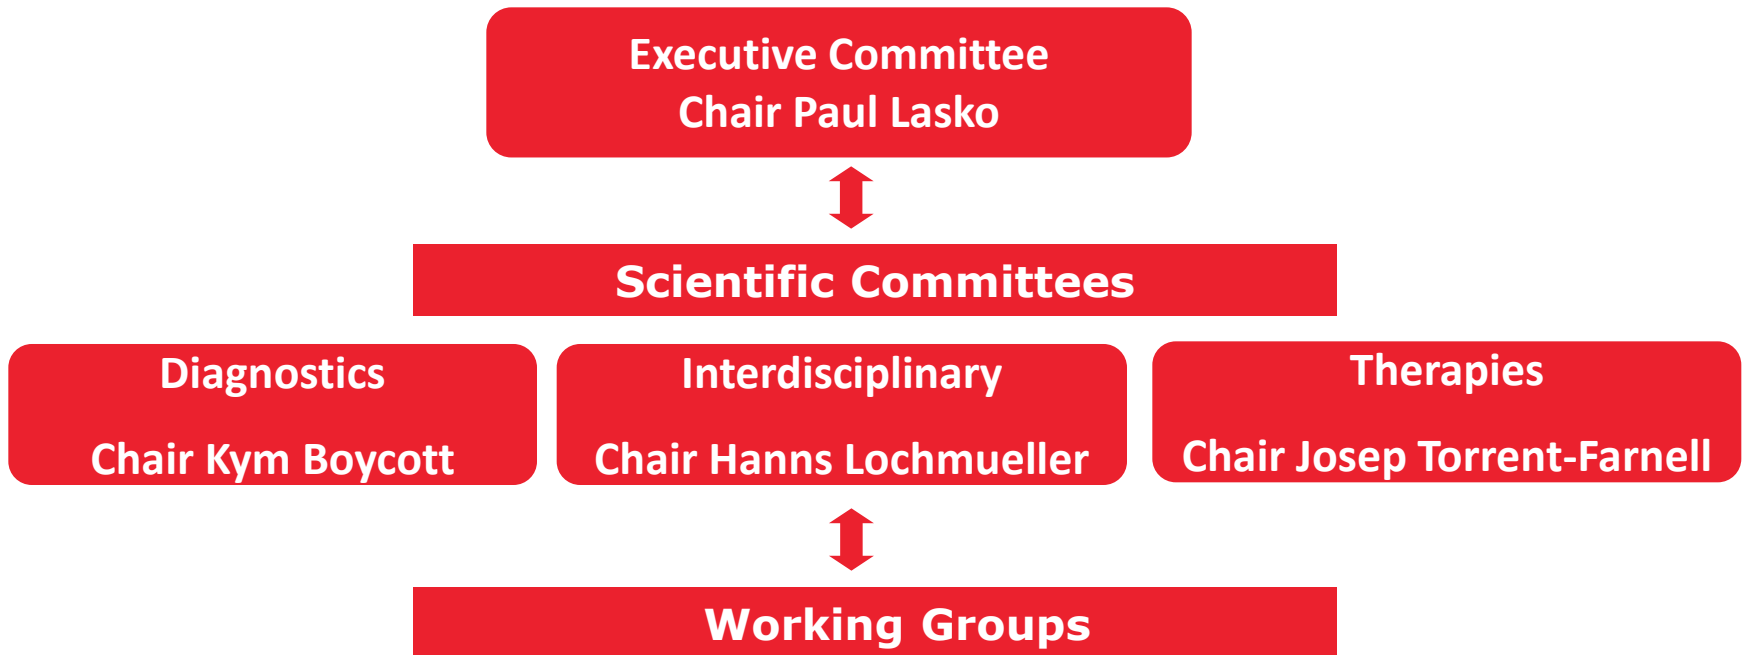 Executive Committee
Chair Paul Lasko
Scientific Committees
Diagnostics
Chair Kym Boycott
Interdisciplinary
Chair Hanns Lochmueller
Therapies
Chair Josep Torrent-Farnell
Working Groups